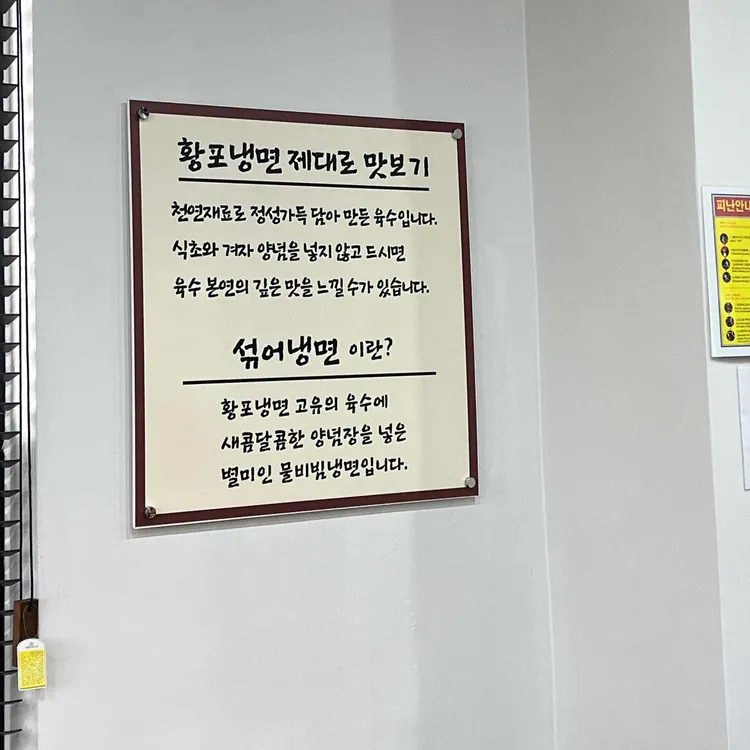 황포냉면 제대로 맛보기
천연재료로 정성가득 담아 만든 육수입니다.
식초와 겨자 양념을 넣지 않고 드시면
육수 본연의 깊은 맛을 느낄 수가 있습니다.
섞어냉면 이란?
황포냉면 고유의 육수에
새콤달콤한 양념장을 넣은
별미인 물비빔냉면입니다.
피난안내